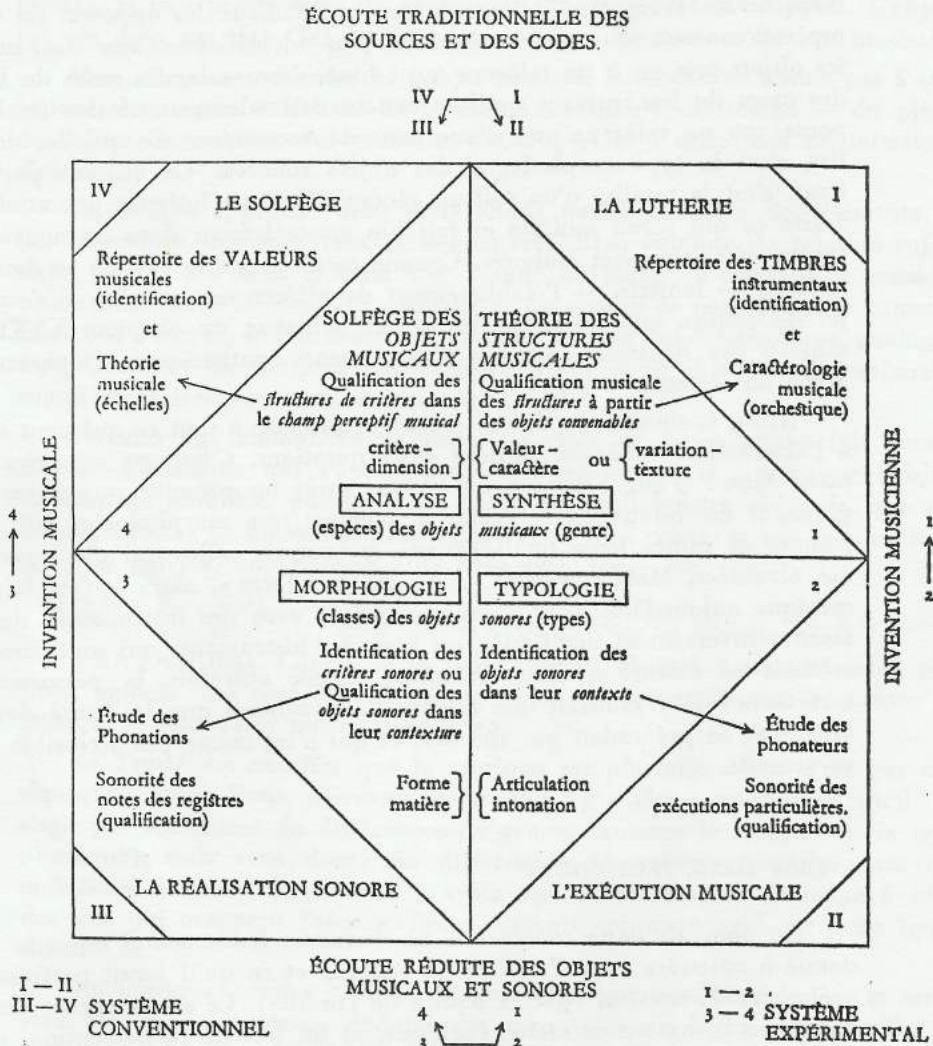 ÉCOUTE TRADITIONNELLE DES
SOURCES ET DES CODES.
IV I
III II
IV
LE SOLFÈGE
Répertoire des VALEURS
musicales
(identification)
et
Théorie
musicale
(échelles)
I
LA LUTHERIE
Répertoire des TIMBRES
instrumentaux
(identification)
et
Caractérologie
musicale
(orchestique)
SOLFÈGE DES
OBJETS
MUSICAUX
Qualification des
structures de critères dans
le champ perceptif musical
critère-
dimension
ANALYSE
(espèces) des objets
4
THÉORIE DES
STRUCTURES
MUSICALES
Qualification musicale
des structures à partir
des objets convenables
Valeur-
caractère
ou
variation-
texture
SYNTHÈSE
musicaux (genre)
1
INVENTION MUSICALE
4
3
INVENTION MUSICIENNE
1
2
3
MORPHOLOGIE
(classes) des objets
Identification des
critères sonores ou
Qualification des
objets sonores dans
leur contexture
Forme
matière
Étude des
Phonations
Sonorité des
notes des registres
(qualification)
LA RÉALISATION SONORE
III
2
TYPOLOGIE
sonores (types)
Identification des
objets sonores
dans leur contexte
Articulation
intonation
Étude des
phonateurs
Sonorité des
exécutions particulières.
(qualification)
L'EXÉCUTION MUSICALE
II
ÉCOUTE RÉDUITE DES OBJETS
MUSICAUX ET SONORES
4 1
3 2
I — II
III—IV SYSTÈME
CONVENTIONNEL
1 — 2
3 — 4 SYSTÈME
EXPÉRIMENTAL